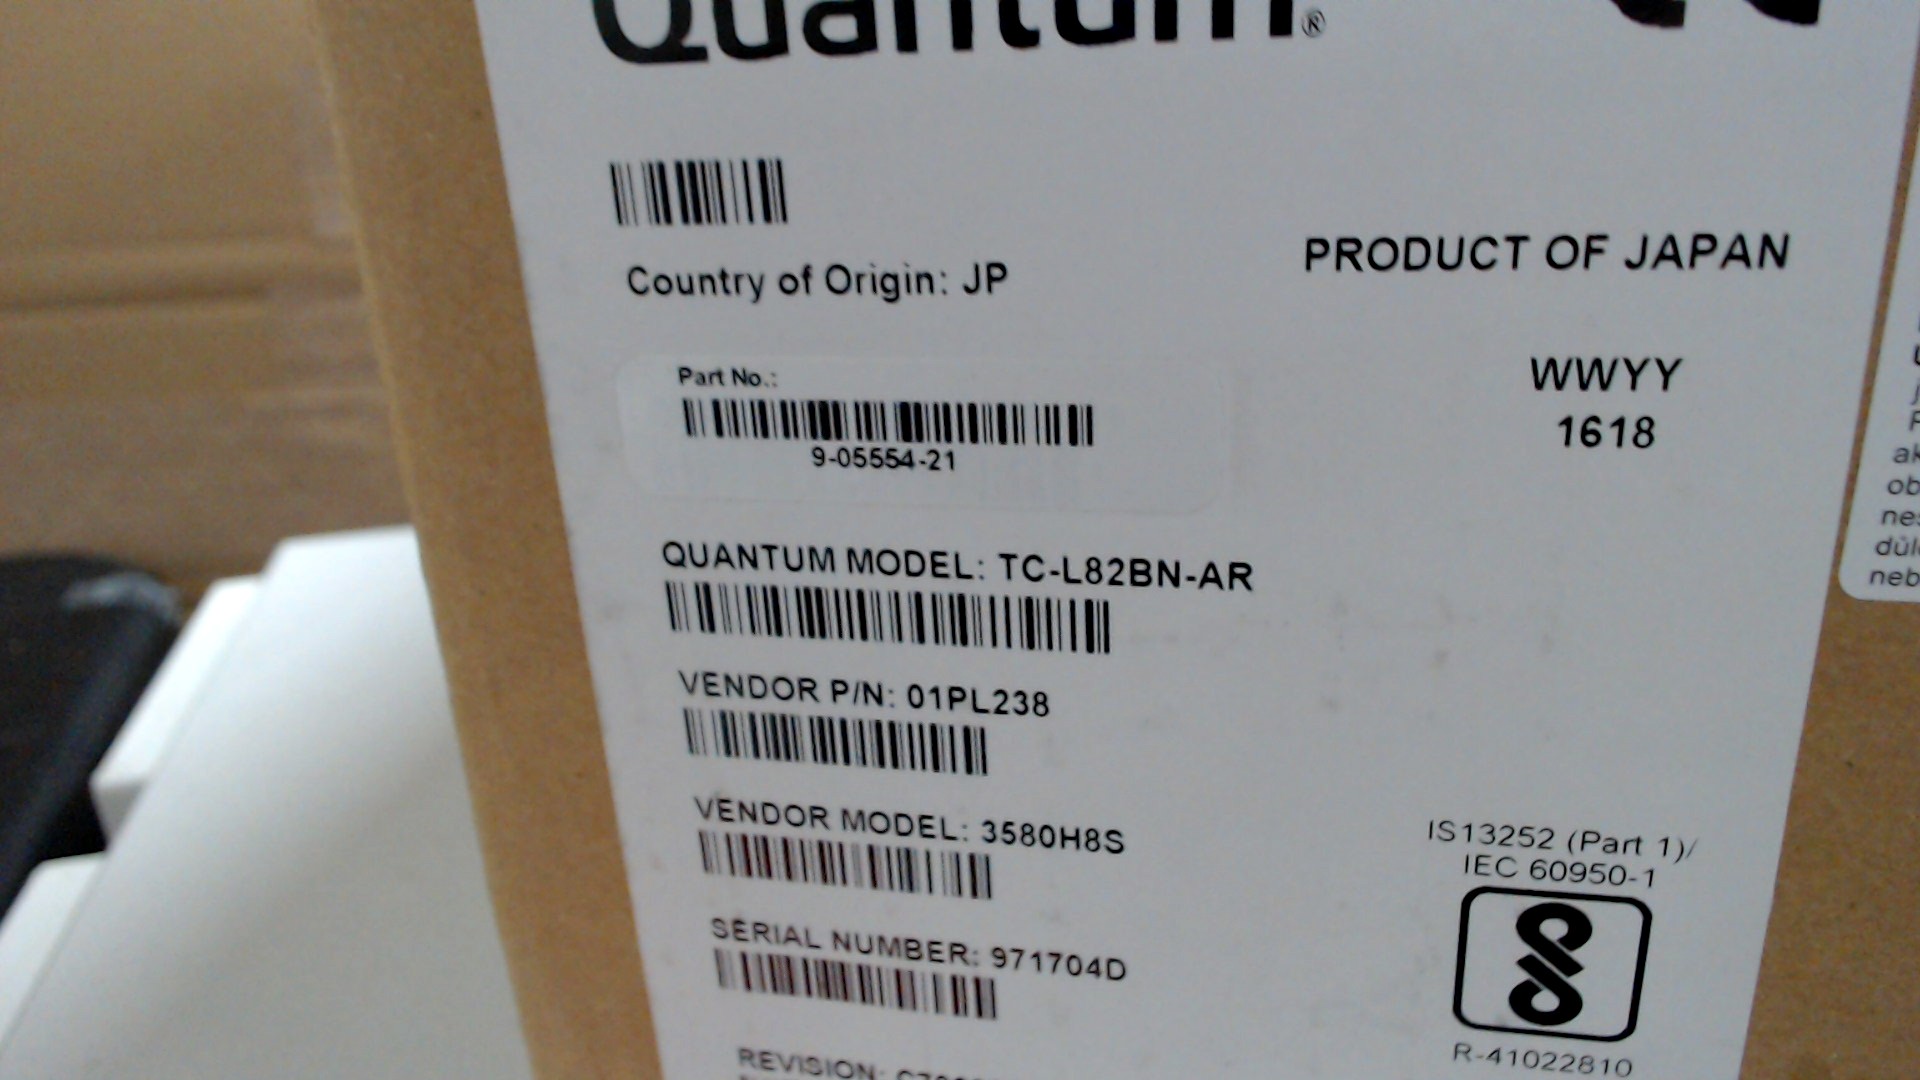 Quantum®
Country of Origin: JP
PRODUCT OF JAPAN
Part No.:
9-05554-21
WWYY
1618
QUANTUM MODEL: TC-L82BN-AR
VENDOR P/N: 01PL238
VENDOR MODEL: 3580H8S
SERIAL NUMBER: 971704D
REVISION:
IS13252 (Part 1)/
IEC 60950-1
R-41022810